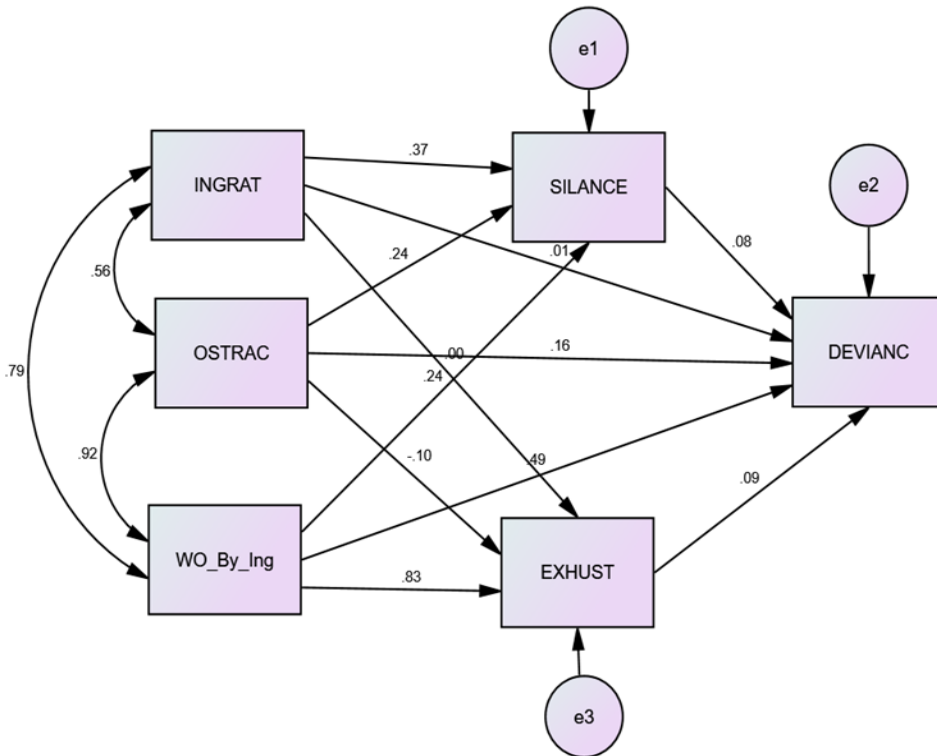 e1
.37
INGRAT
SILANCE
e2
.24
.01
.08
.56
OSTRAC
.00
.16
DEVIANC
.79
.24
.92
-.10
.49
.09
WO_By_Ing
.83
EXHUST
e3